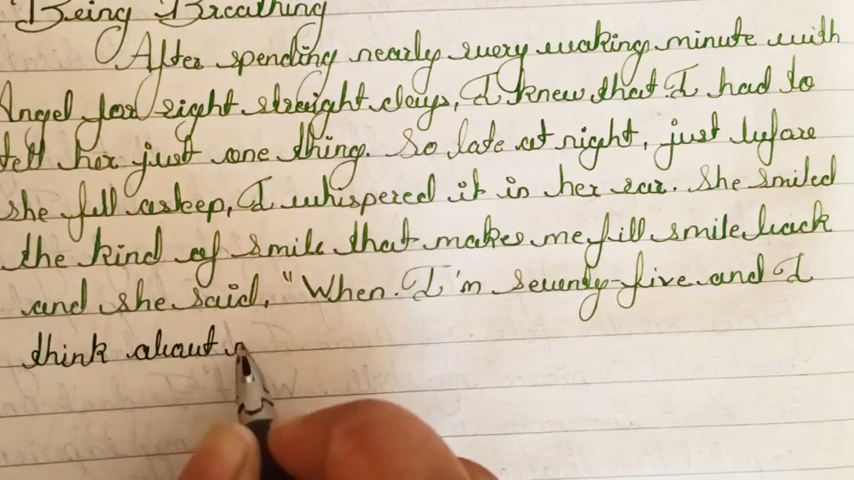 Being Breathing
After spending nearly every waking minute with
Angel for eight straight days, I knew that I had to
tell her just one thing. So late at night, just before
she fell asleep, I whispered it in her ear. She smiled
the kind of smile that makes me fill smile back
and she said, "When I'm seventy-five and I
think about